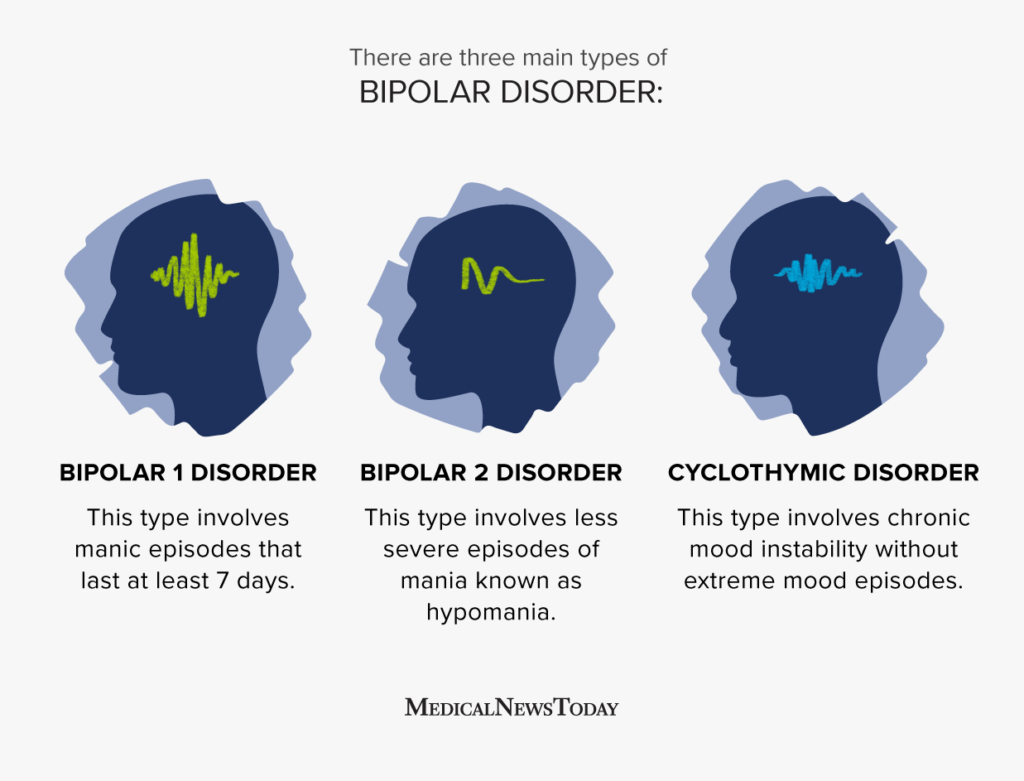 There are three main types of
BIPOLAR DISORDER:
BIPOLAR 1 DISORDER
This type involves
manic episodes that
last at least 7 days.
BIPOLAR 2 DISORDER
This type involves less
severe episodes of
mania known as
hypomania.
CYCLOTHYMIC DISORDER
This type involves chronic
mood instability without
extreme mood episodes.
MEDICALNEWSTODAY